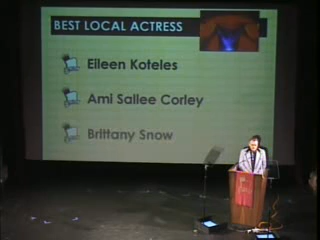 BEST LOCAL ACTRESS
Eileen Koteles
Ami Sallee Corley
Brittany Snow